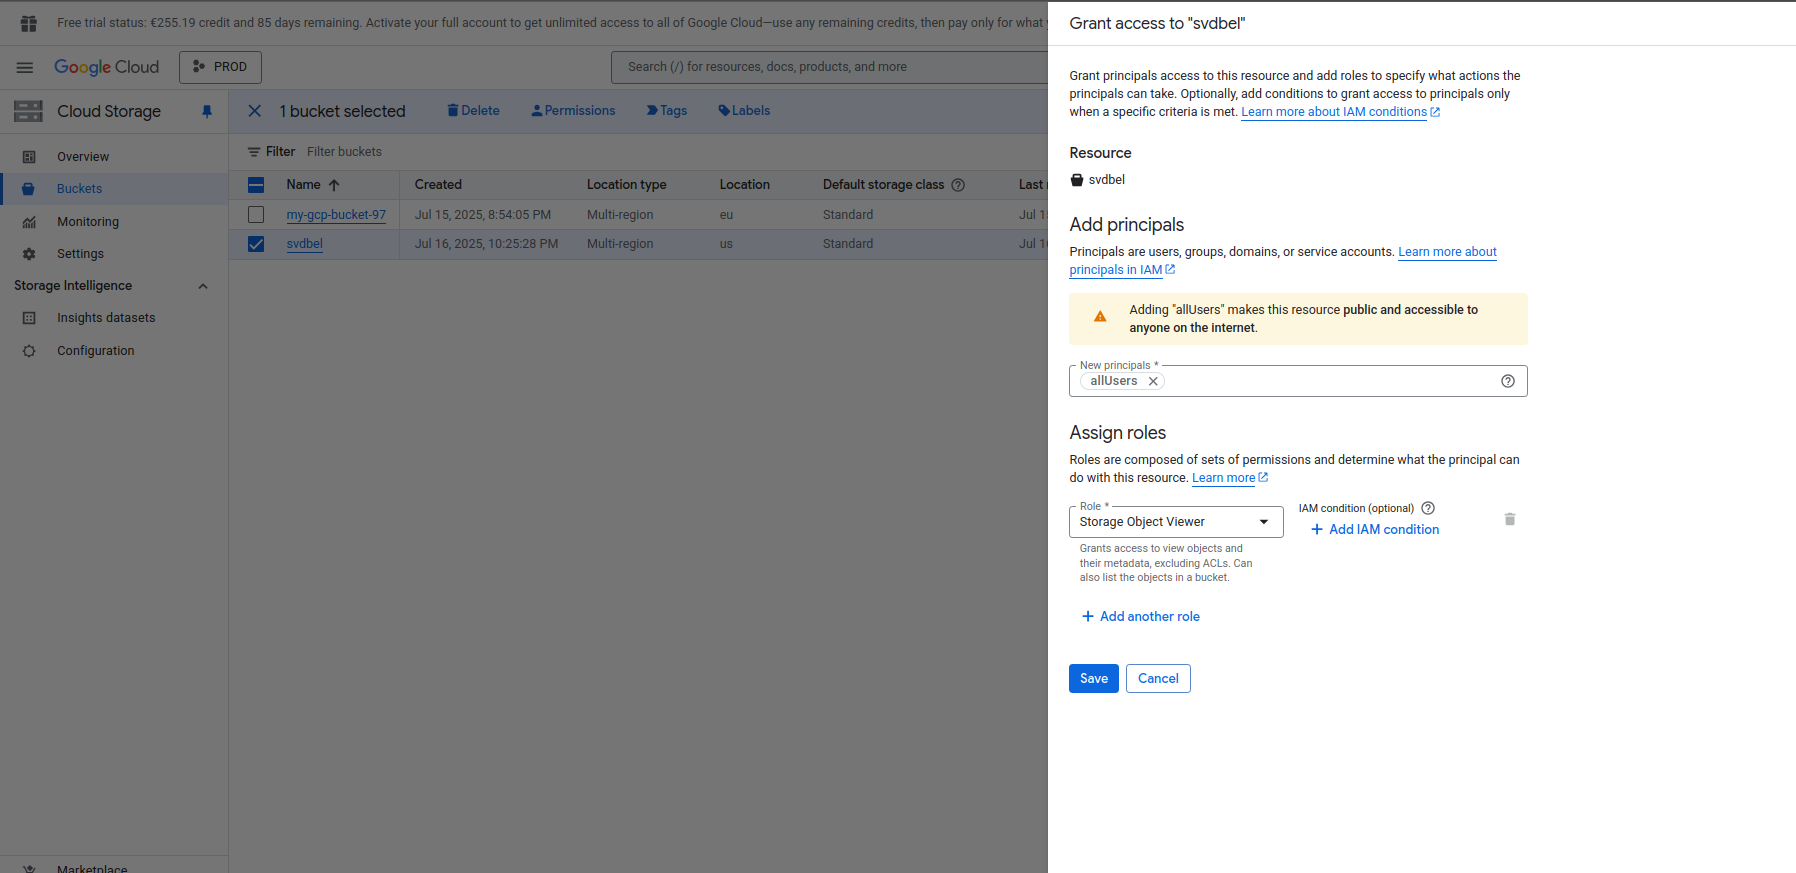 Free trial status: €255.19 credit and 85 days remaining. Activate your full account to get unlimited access to all of Google Cloud—use any remaining credits, then pay only for what
Google Cloud
PROD
Search (/) for resources, docs, products, and more
Cloud Storage
1 bucket selected
Delete
Permissions
Tags
Labels
Overview
Buckets
Monitoring
Settings
Storage Intelligence
Insights datasets
Configuration
Marketplace
Filter Filter buckets
Name Created Location type Location Default storage class Last
my-gcp-bucket-97 Jul 15, 2025, 8:54:05 PM Multi-region eu Standard Jul 1
svdbel Jul 16, 2025, 10:25:28 PM Multi-region us Standard Jul 1
Grant access to "svdbel"
Grant principals access to this resource and add roles to specify what actions the
principals can take. Optionally, add conditions to grant access to principals only
when a specific criteria is met. Learn more about IAM conditions
Resource
svdbel
Add principals
Principals are users, groups, domains, or service accounts. Learn more about
principals in IAM
Adding "allUsers" makes this resource public and accessible to
anyone on the internet.
New principals *
allUsers
Assign roles
Roles are composed of sets of permissions and determine what the principal can
do with this resource. Learn more
Role *
Storage Object Viewer
IAM condition (optional)
Add IAM condition
Grants access to view objects and
their metadata, excluding ACLs. Can
also list the objects in a bucket.
Add another role
Save
Cancel